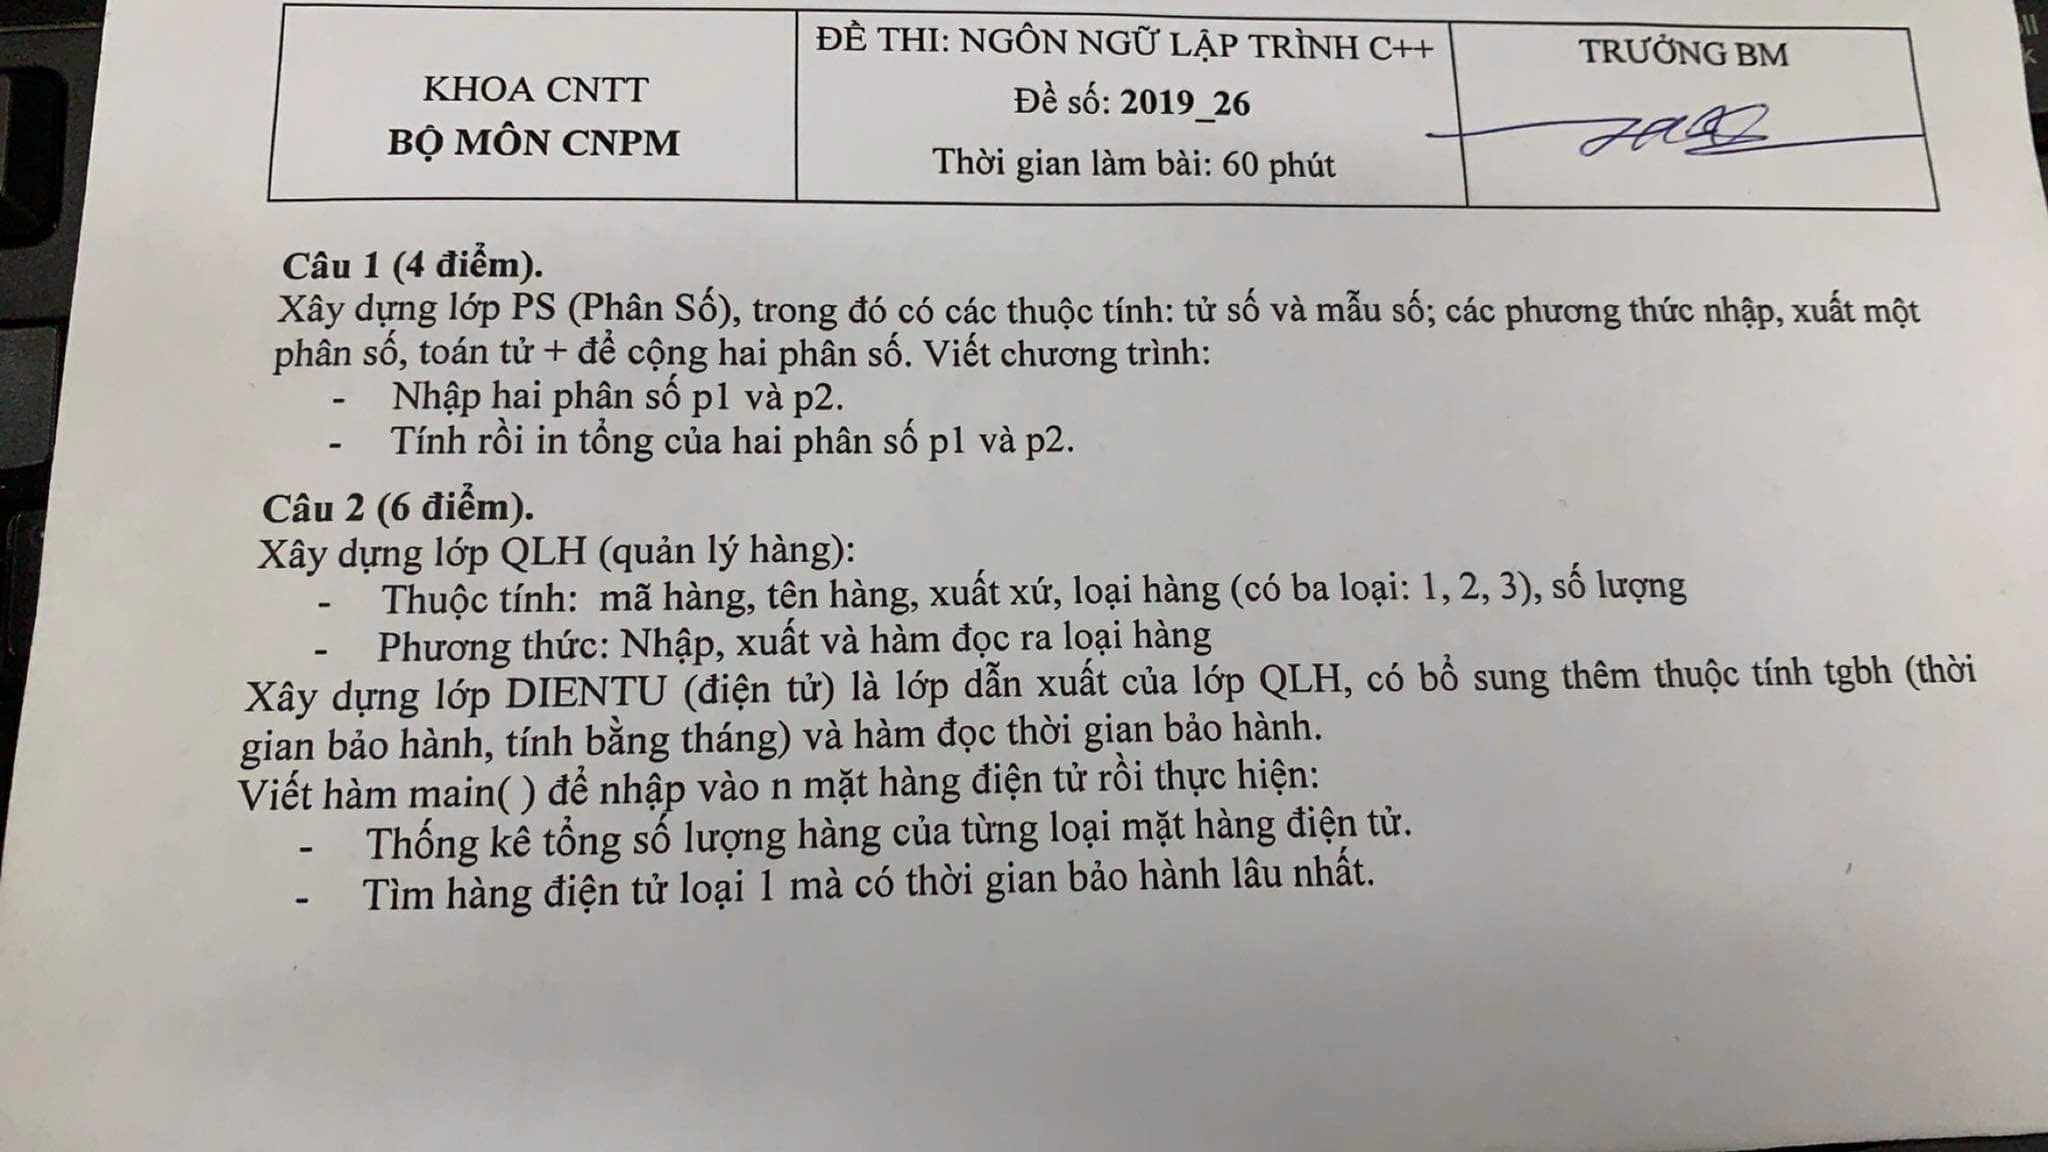 KHOA CNTT
BỘ MÔN CNPM
ĐỀ THI: NGÔN NGỮ LẬP TRÌNH C++
Đề số: 2019_26
Thời gian làm bài: 60 phút
TRƯỞNG BM
Câu 1 (4 điểm).
Xây dựng lớp PS (Phân Số), trong đó có các thuộc tính: tử số và mẫu số; các phương thức nhập, xuất một
phân số, toán tử + để cộng hai phân số. Viết chương trình:
- Nhập hai phân số p1 và p2.
- Tính rồi in tổng của hai phân số p1 và p2.
Câu 2 (6 điểm).
Xây dựng lớp QLH (quản lý hàng):
- Thuộc tính: mã hàng, tên hàng, xuất xứ, loại hàng (có ba loại: 1, 2, 3), số lượng
- Phương thức: Nhập, xuất và hàm đọc ra loại hàng
Xây dựng lớp DIENTU (điện tử) là lớp dẫn xuất của lớp QLH, có bổ sung thêm thuộc tính tgbh (thời
gian bảo hành, tính bằng tháng) và hàm đọc thời gian bảo hành.
Viết hàm main( ) để nhập vào n mặt hàng điện tử rồi thực hiện:
- Thống kê tổng số lượng hàng của từng loại mặt hàng điện tử.
- Tìm hàng điện tử loại 1 mà có thời gian bảo hành lâu nhất.